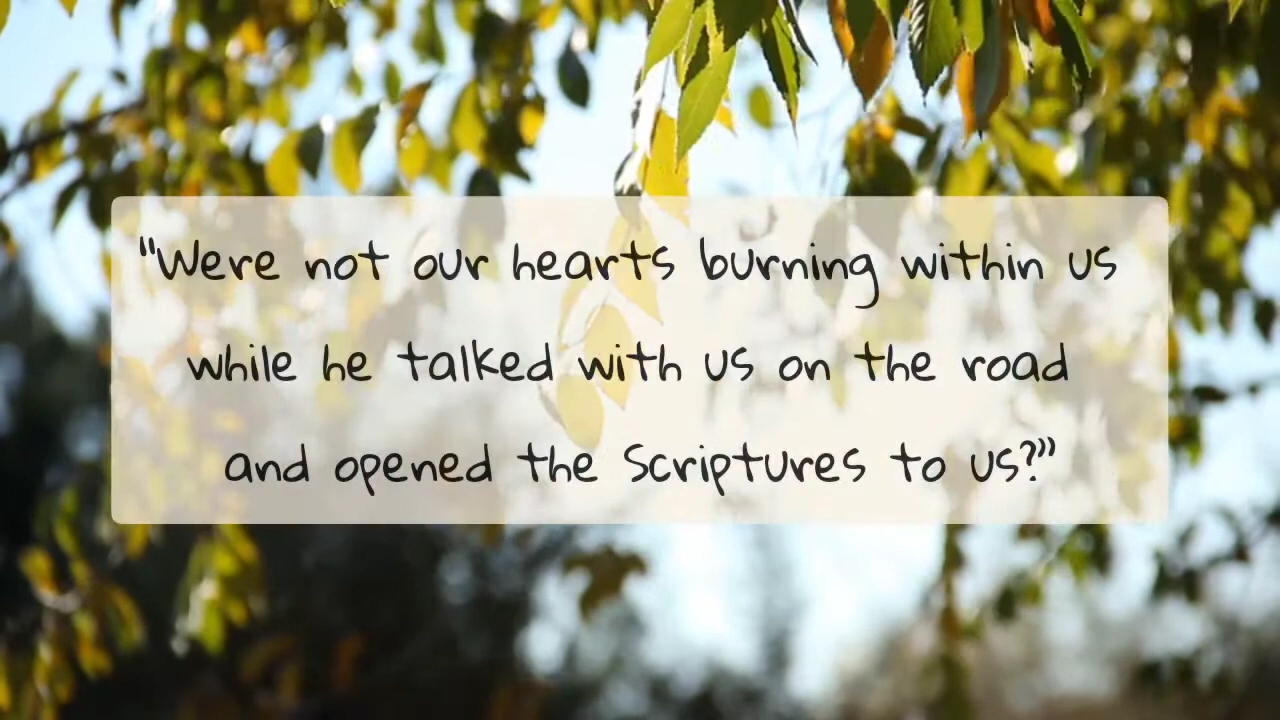 "Were not our hearts burning within us
while he talked with us on the road
and opened the Scriptures to us?”